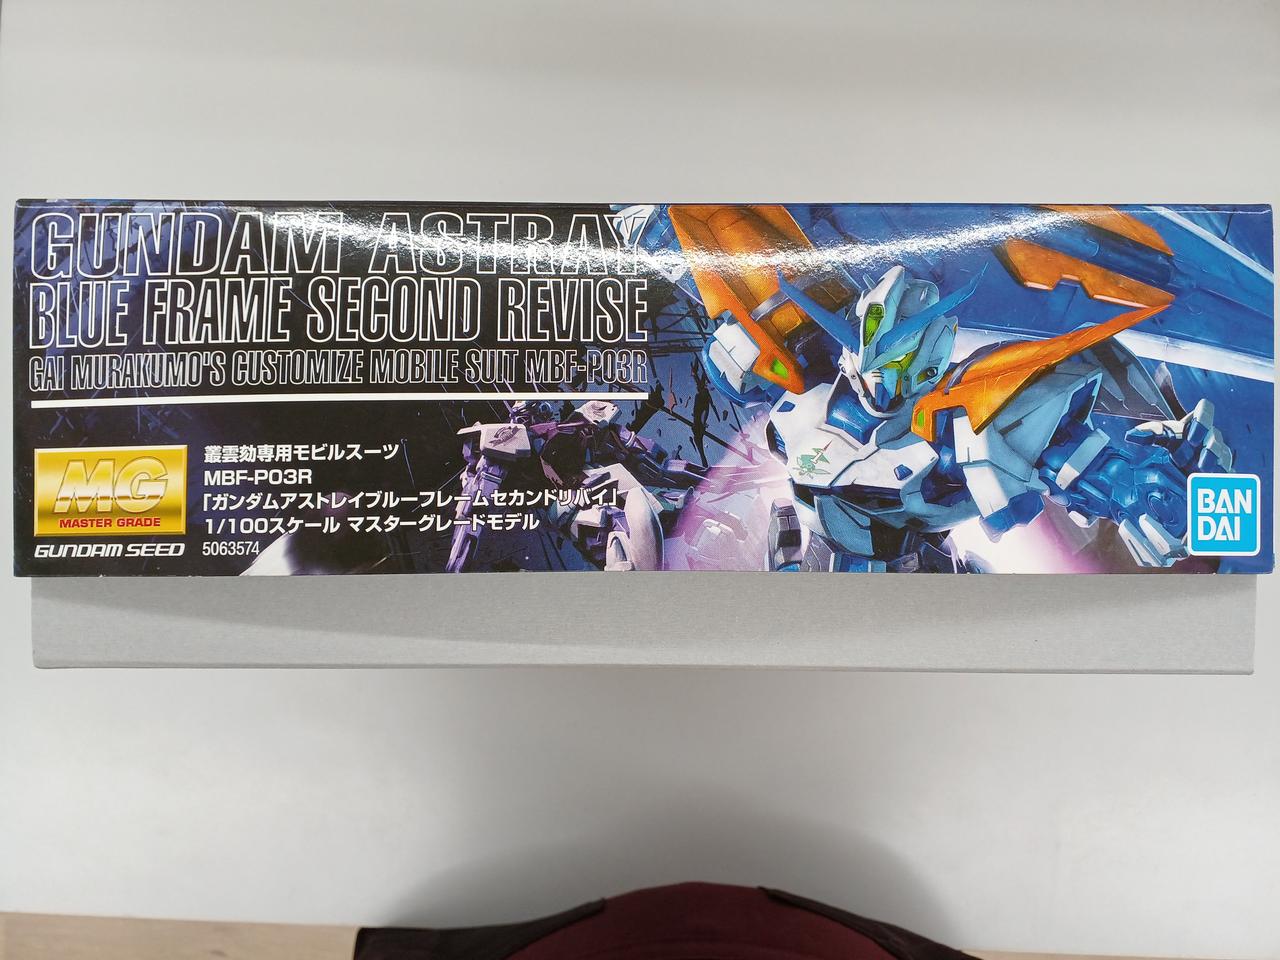 GUNDAM ASTRAY
BLUE FRAME SECOND REVISE
GAI MURAKUMO'S CUSTOMIZE MOBILE SUIT MBF-P03R
MG
MASTER GRADE
GUNDAM SEED
叢雲劾専用モビルスーツ
MBF-P03R
「ガンダムアストレイブルーフレームセカンドリバイ」
1/100スケール マスターグレードモデル
5063574
BAN
DAI